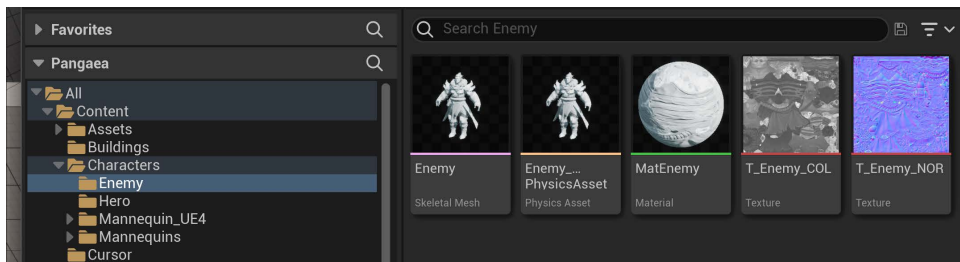 Favorites
Pangaea
All
Content
Assets
Buildings
Characters
Enemy
Hero
Mannequin_UE4
Mannequins
Cursor
Search Enemy
Enemy
Skeletal Mesh
Enemy_...
PhysicsAsset
Physics Asset
MatEnemy
Material
T_Enemy_COL
Texture
T_Enemy_NOR
Texture